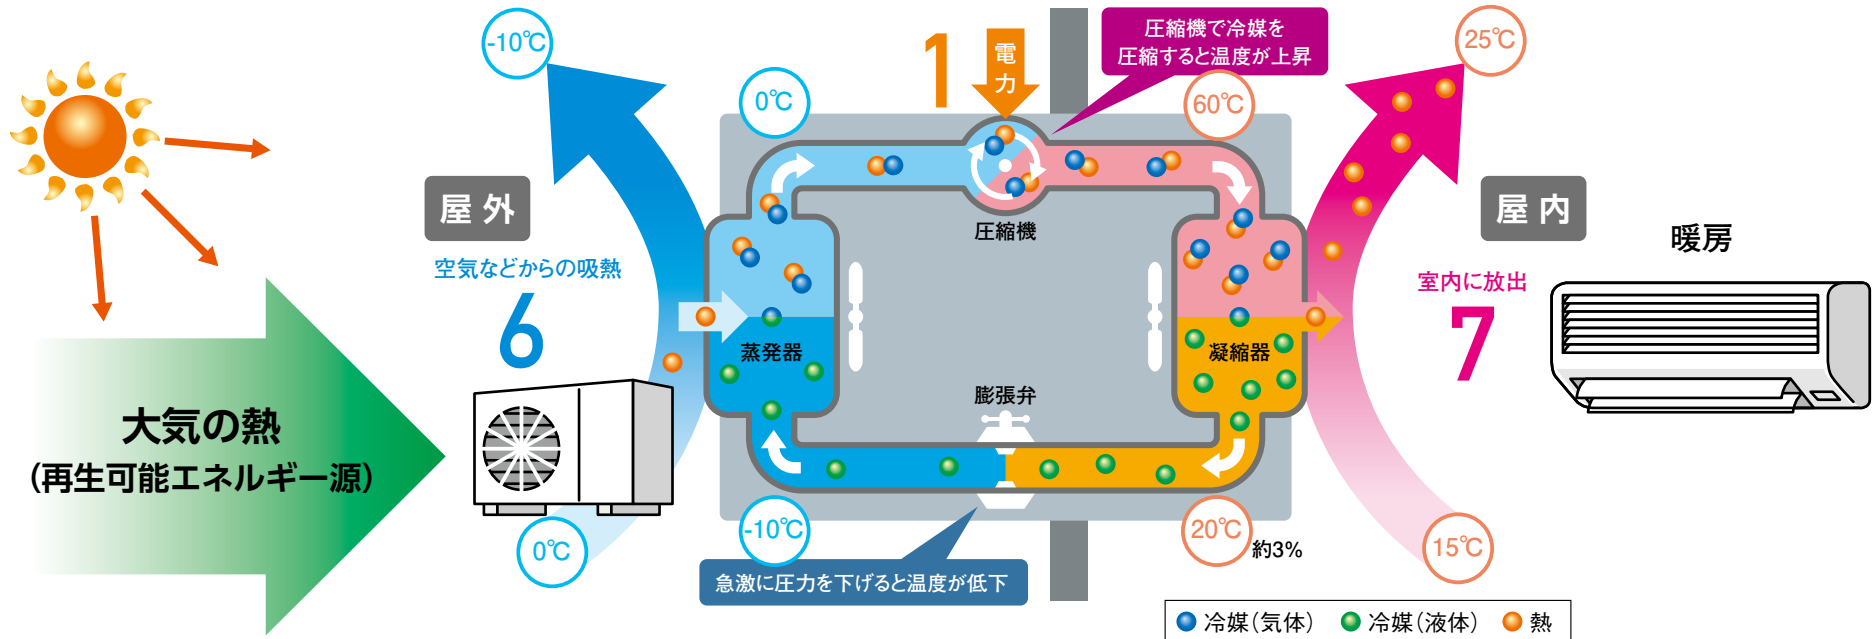 -10℃
1
電力
圧縮機で冷媒を
圧縮すると温度が上昇
25℃
0℃
60℃
屋外
空気などからの吸熱
6
圧縮機
屋内
暖房
室内に放出
7
蒸発器
凝縮器
膨張弁
大気の熱
(再生可能エネルギー源)
0℃
-10℃
20℃
約3%
15℃
急激に圧力を下げると温度が低下
冷媒(気体) 冷媒(液体) 熱